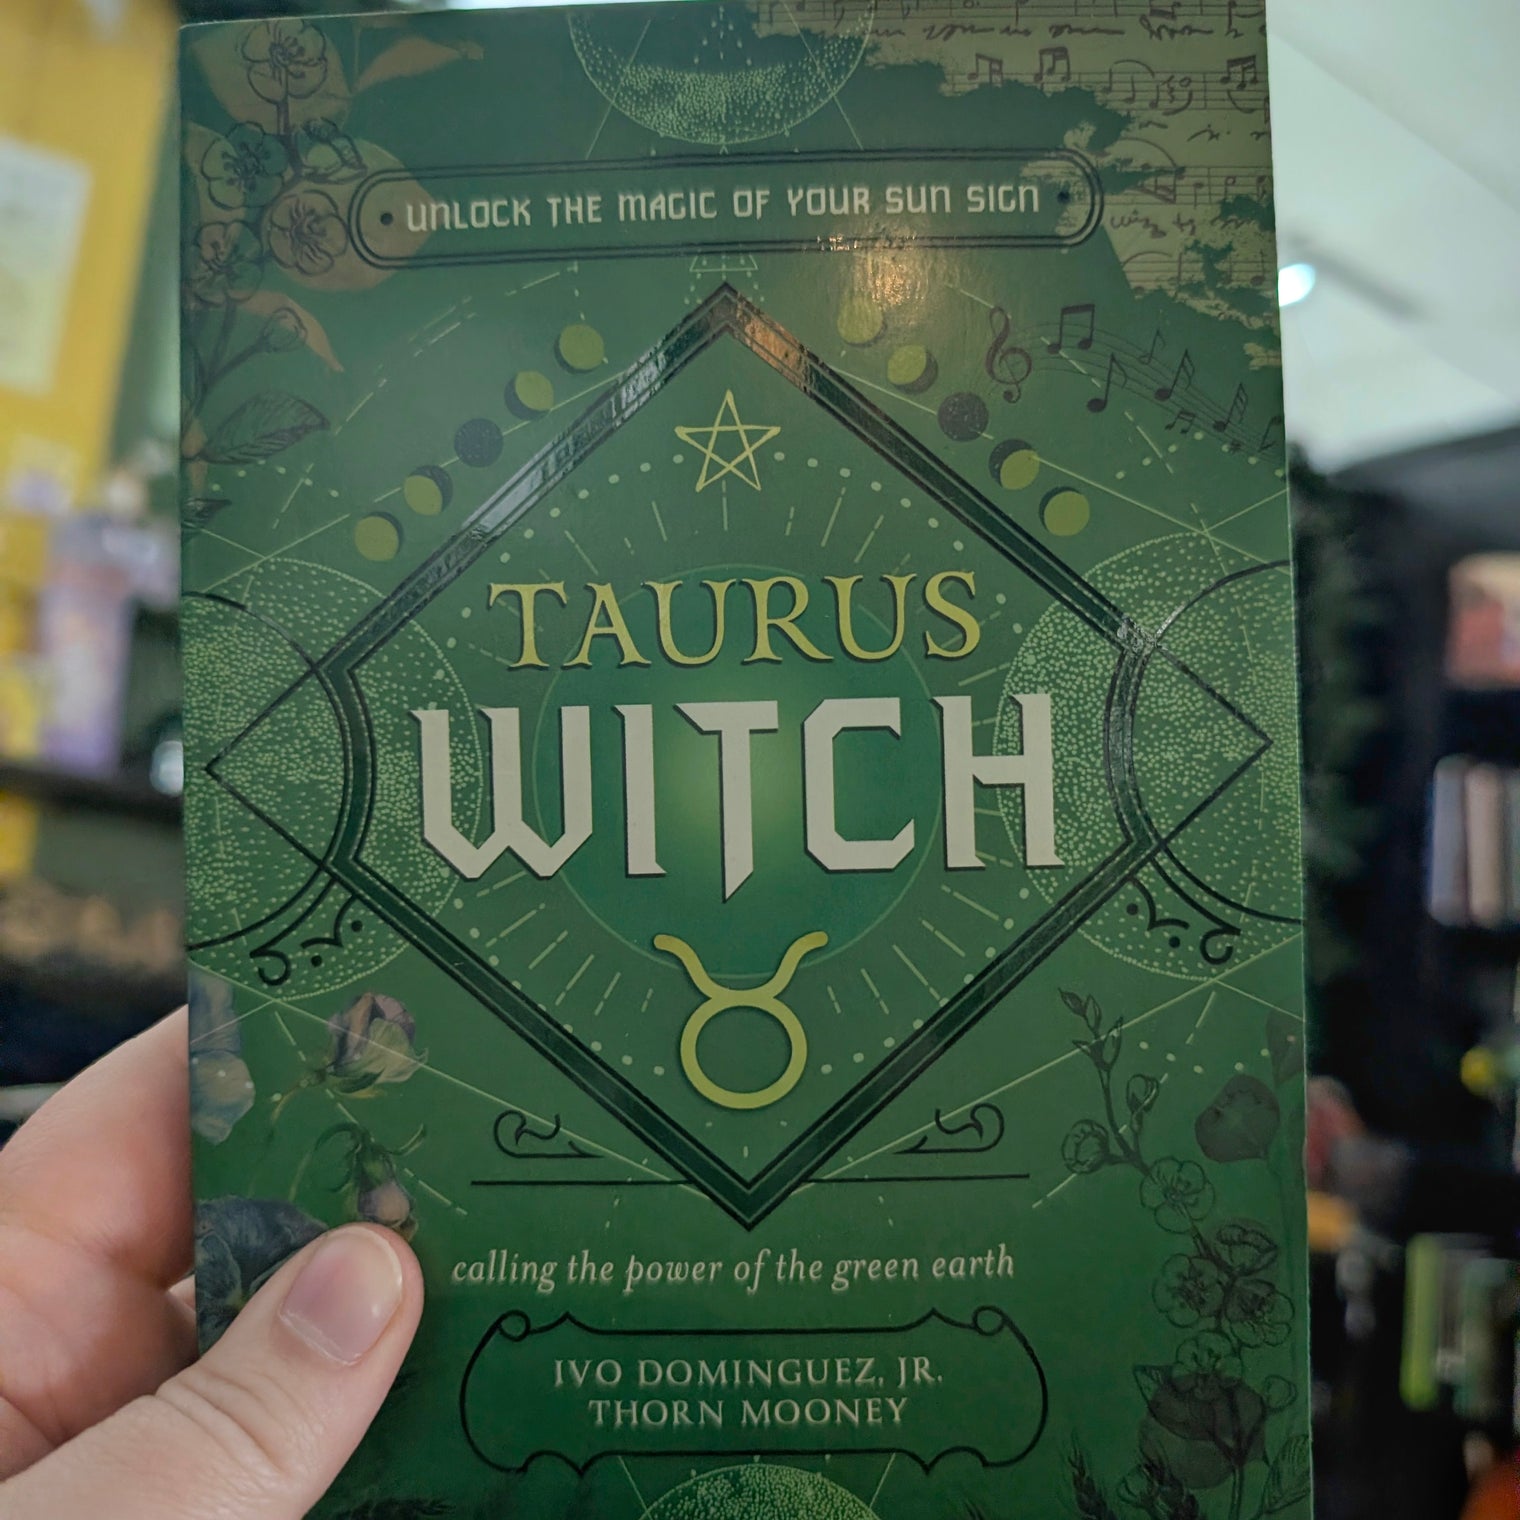 UNLOCK THE MAGIC OF YOUR SUN SIGN
TAURUS
WITCH
calling the power of the green earth
IVO DOMINGUEZ, JR.
THORN MOONEY